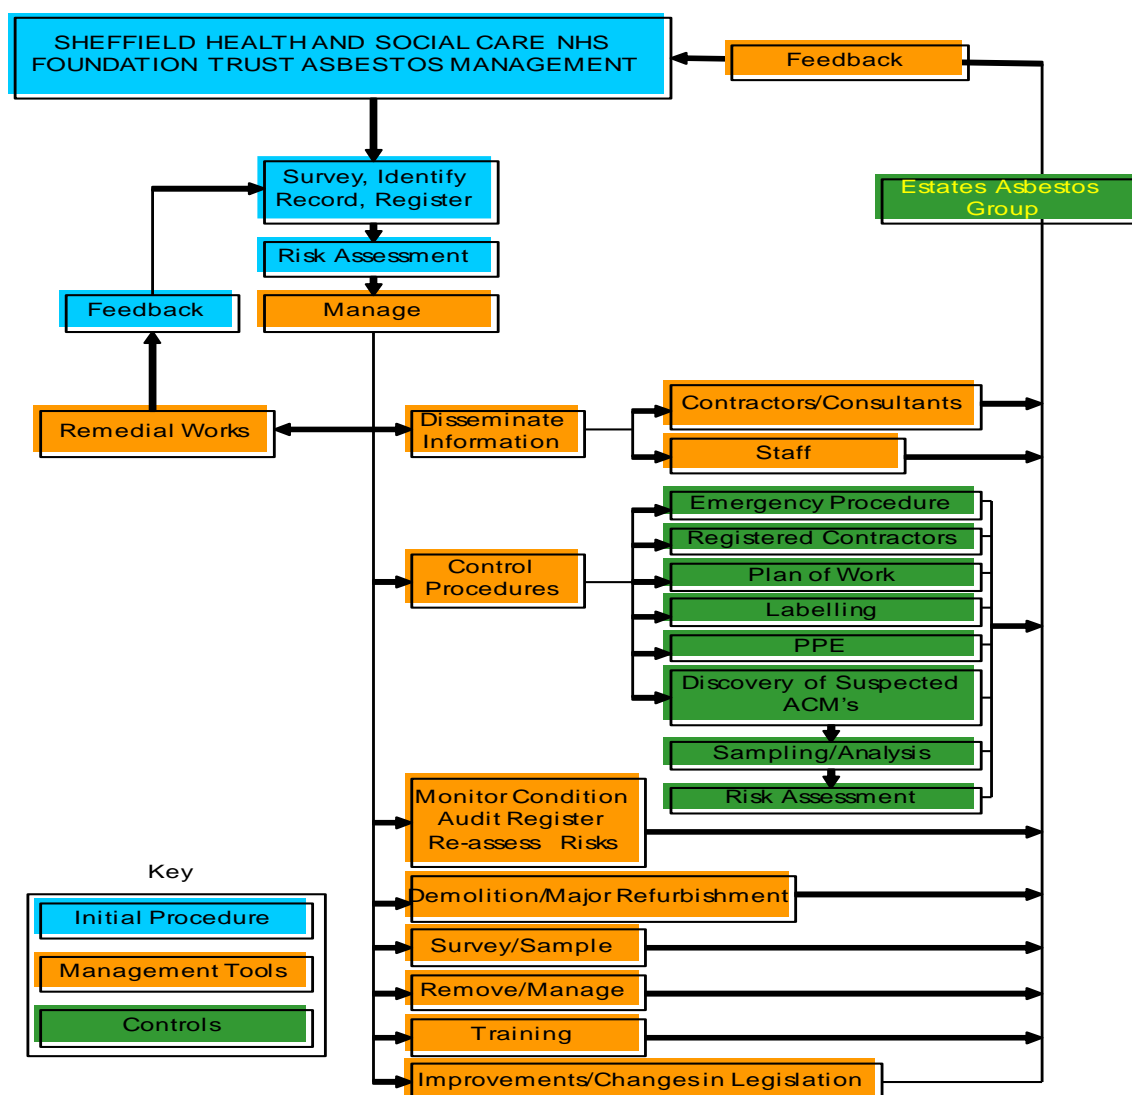 SHEFFIELD HEALTH AND SOCIAL CARE NHS
FOUNDATION TRUST ASBESTOS MANAGEMENT
Feedback
Survey, Identify
Record, Register
Estates Asbestos
Group
Risk Assessment
Feedback
Manage
Remedial Works
Disseminate
Information
Contractors/Consultants
Staff
Control
Procedures
Emergency Procedure
Registered Contractors
Plan of Work
Labelling
PPE
Discovery of Suspected
ACM's
Sampling/Analysis
Risk Assessment
Monitor Condition
Audit Register
Re-assess Risks
Demolition/Major Refurbishment
Survey/Sample
Remove/Manage
Training
Improvements/Changes in Legislation
Key
Initial Procedure
Management Tools
Controls